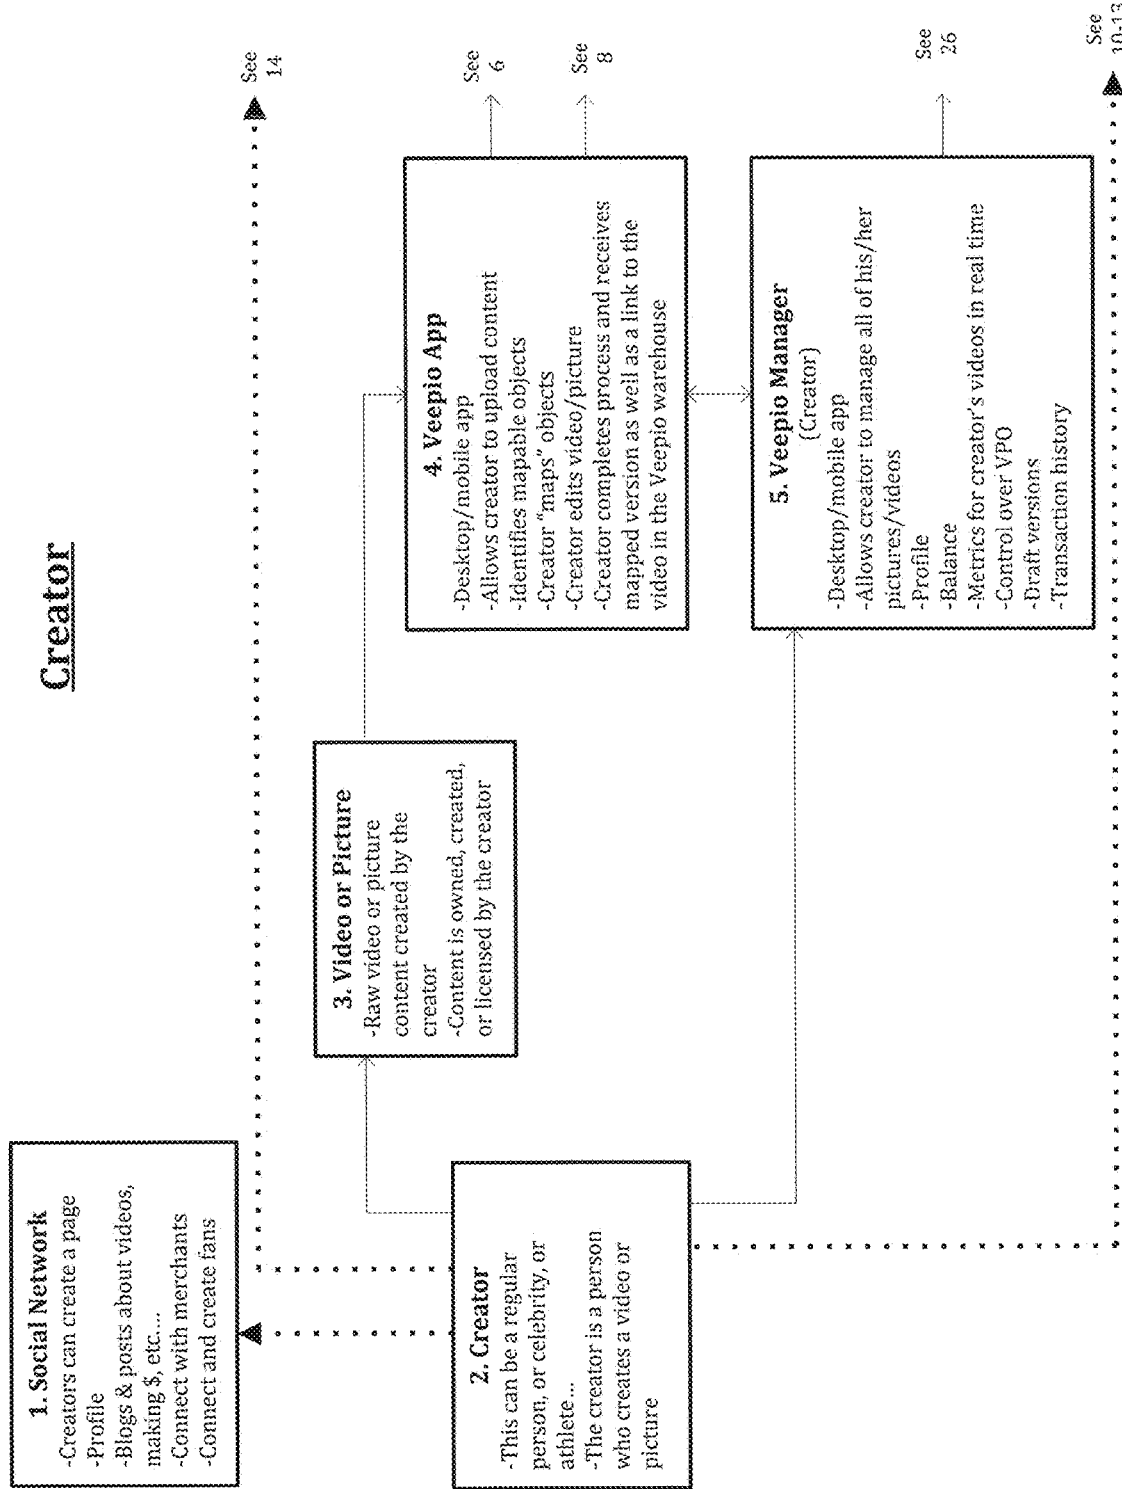 Creator
1. Social Network
-Creators can create a page
-Profile
-Blogs & posts about videos,
making $, etc....
-Connect with merchants
-Connect and create fans
2. Creator
-This can be a regular
person, or celebrity, or
athlete...
-The creator is a person
who creates a video or
picture
3. Video or Picture
-Raw video or picture
content created by the
creator
-Content is owned, created,
or licensed by the creator
4. Veepio App
-Desktop/mobile app
-Allows creator to upload content
-Identifies mapable objects
-Creator "maps" objects
-Creator edits video/picture
-Creator completes process and receives
mapped version as well as a link to the
video in the Veepio warehouse
5. Veepio Manager
(Creator)
-Desktop/mobile app
-Allows creator to manage all of his/her
pictures/videos
-Profile
-Balance
-Metrics for creator's videos in real time
-Control over VPO
-Draft versions
-Transaction history
See
14
See
6
See
8
See
26
See
10-13